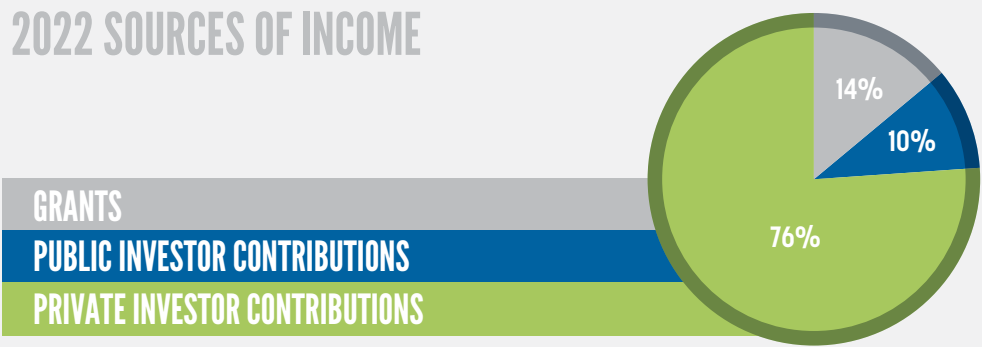 2022 SOURCES OF INCOME
14%
10%
76%
GRANTS
PUBLIC INVESTOR CONTRIBUTIONS
PRIVATE INVESTOR CONTRIBUTIONS